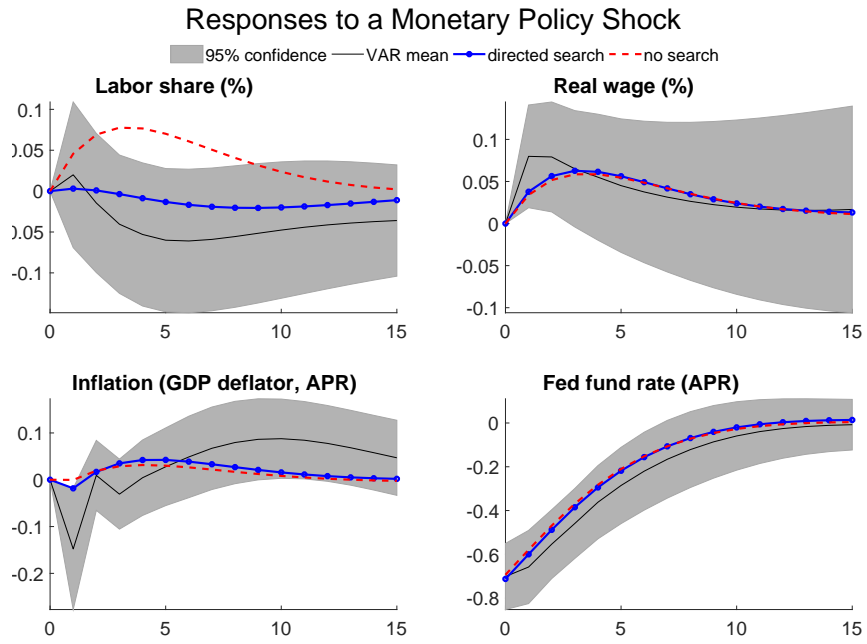 Responses to a Monetary Policy Shock
95% confidence VAR mean directed search no search
Labor share (%)
0.1
).05
0
0.05
-0.1
0 5 10 15
Real wage (%)
0.1
0.05
0
-0.05
-0.1
0 5 10 15
Inflation (GDP deflator, APR)
0.1
0
-0.1
-0.2
0 5 10 15
Fed fund rate (APR)
0
-0.2
-0.4
-0.6
-0.8
0 5 10 15